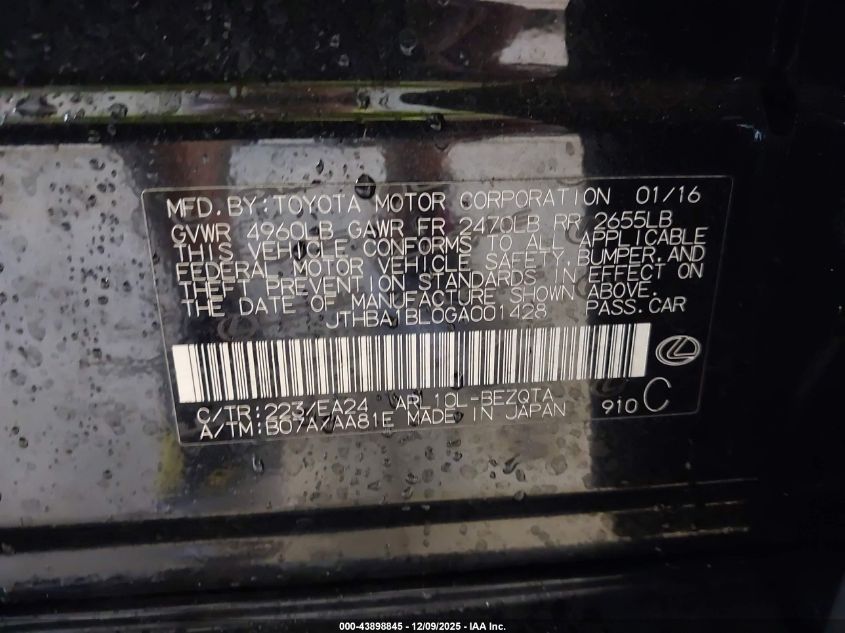 MFD. BY: TOYOTA MOTOR CORPORATION 01/16
GVWR 4960LB GAWR FR 2470LB RR 2655LB
THIS VEHICLE CONFORMS TO ALL APPLICABLE
FEDERAL MOTOR VEHICLE SAFETY, BUMPER, AND
THEFT PREVENTION STANDARDS IN EFFECT ON
THE DATE OF MANUFACTURE SHOWN ABOVE.
JTHBA1BL0GA001428 PASS. CAR
C/TR: 223/EA24 ARL10L-BEZQTA
A/TM: B07A/AA81E MADE IN JAPAN 910 C
000-43898845 - 12/09/2025 - IAA Inc.